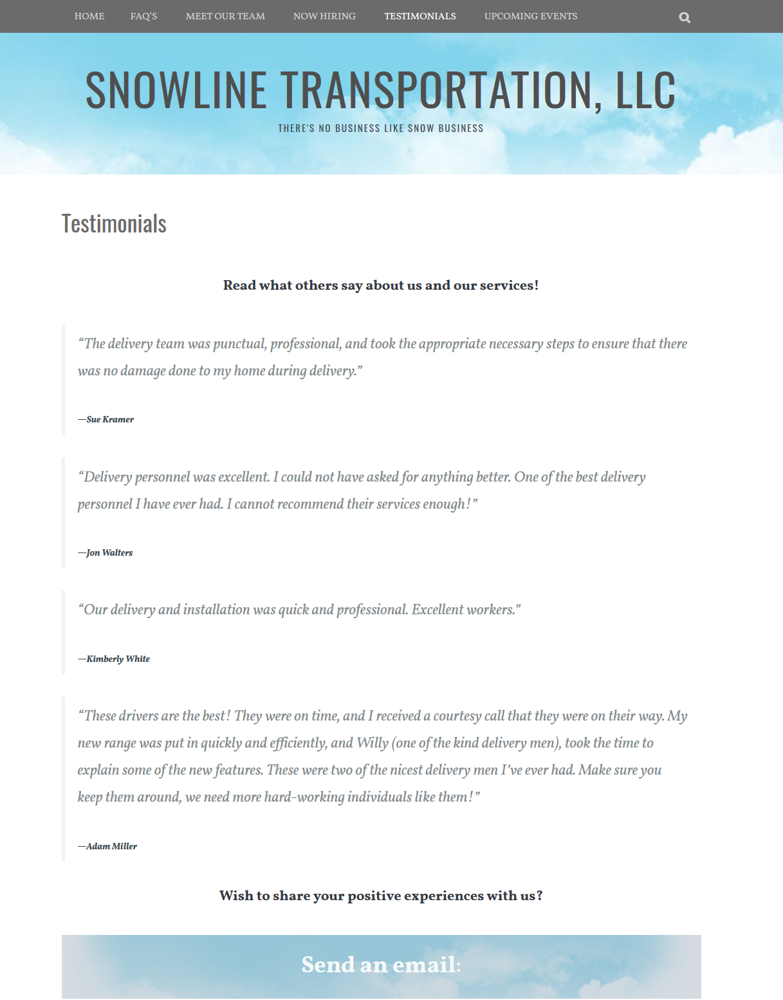 HOME FAQ'S MEET OUR TEAM NOW HIRING TESTIMONIALS UPCOMING EVENTS
SNOWLINE TRANSPORTATION, LLC
THERE'S NO BUSINESS LIKE SNOW BUSINESS
Testimonials
Read what others say about us and our services!
“The delivery team was punctual, professional, and took the appropriate necessary steps to ensure that there
was no damage done to my home during delivery.”
—Sue Kramer
“Delivery personnel was excellent. I could not have asked for anything better. One of the best delivery
personnel I have ever had. I cannot recommend their services enough!”
—Jon Walters
“Our delivery and installation was quick and professional. Excellent workers.”
—Kimberly White
“These drivers are the best! They were on time, and I received a courtesy call that they were on their way. My
new range was put in quickly and efficiently, and Willy (one of the kind delivery men), took the time to
explain some of the new features. These were two of the nicest delivery men I’ve ever had. Make sure you
keep them around, we need more hard-working individuals like them!”
—Adam Miller
Wish to share your positive experiences with us?
Send an email: